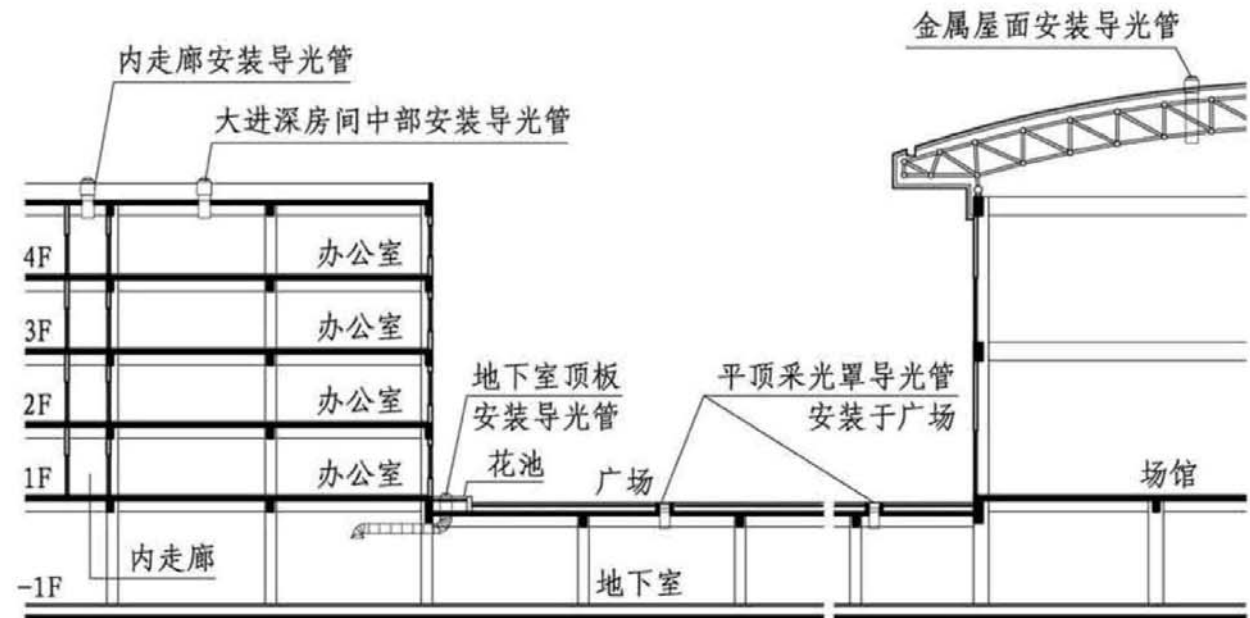 金属屋面安装导光管
内走廊安装导光管
大进深房间中部安装导光管
4F
办公室
3F
办公室
地下室顶板
安装导光管
平顶采光罩导光管
安装于广场
2F
办公室
1F
办公室
花池
广场
场馆
内走廊
-1F
地下室